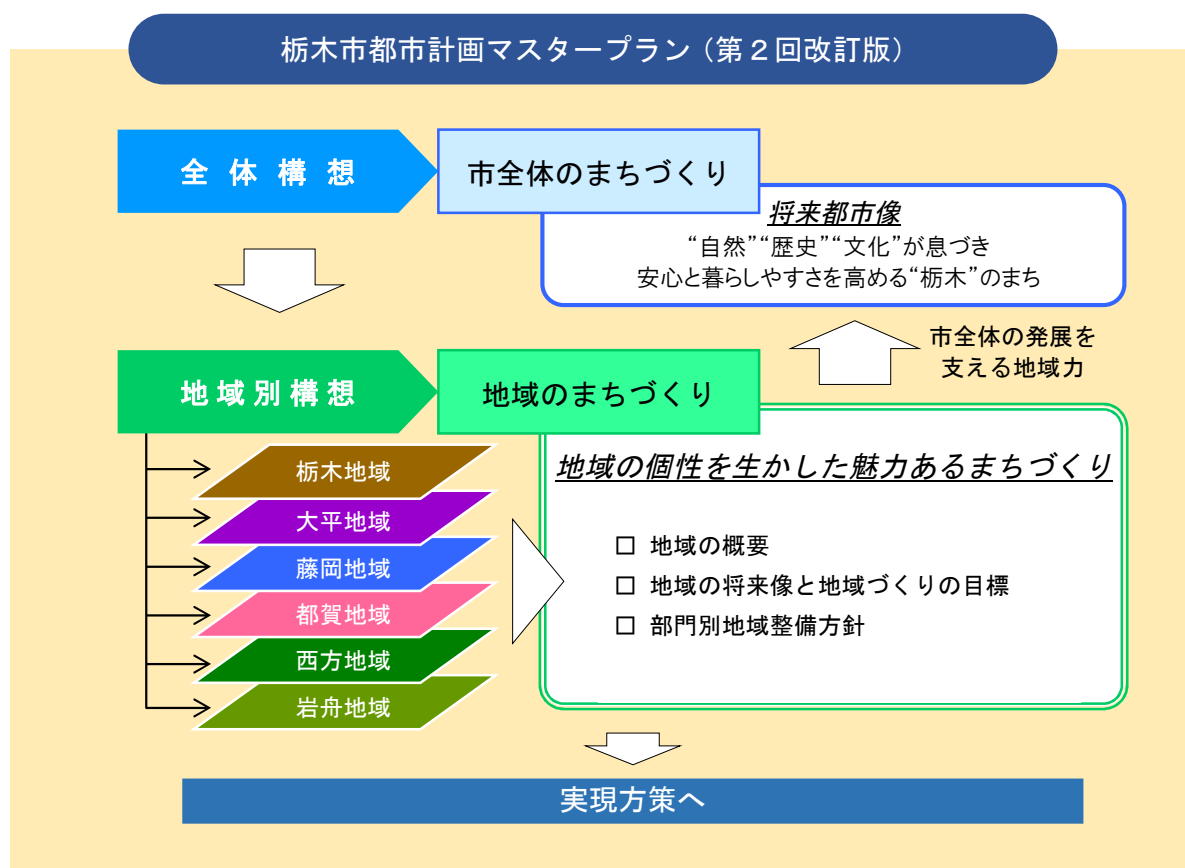 栃木市都市計画マスタープラン（第２回改訂版）
全体構想
市全体のまちづくり
将来都市像
“自然”“歴史”“文化”が息づき
安心と暮らしやすさを高める“栃木”のまち
市全体の発展を
支える地域力
地域別構想
地域のまちづくり
栃木地域
大平地域
藤岡地域
都賀地域
西方地域
岩舟地域
地域の個性を生かした魅力あるまちづくり
□ 地域の概要
□ 地域の将来像と地域づくりの目標
□ 部門別地域整備方針
実現方策へ